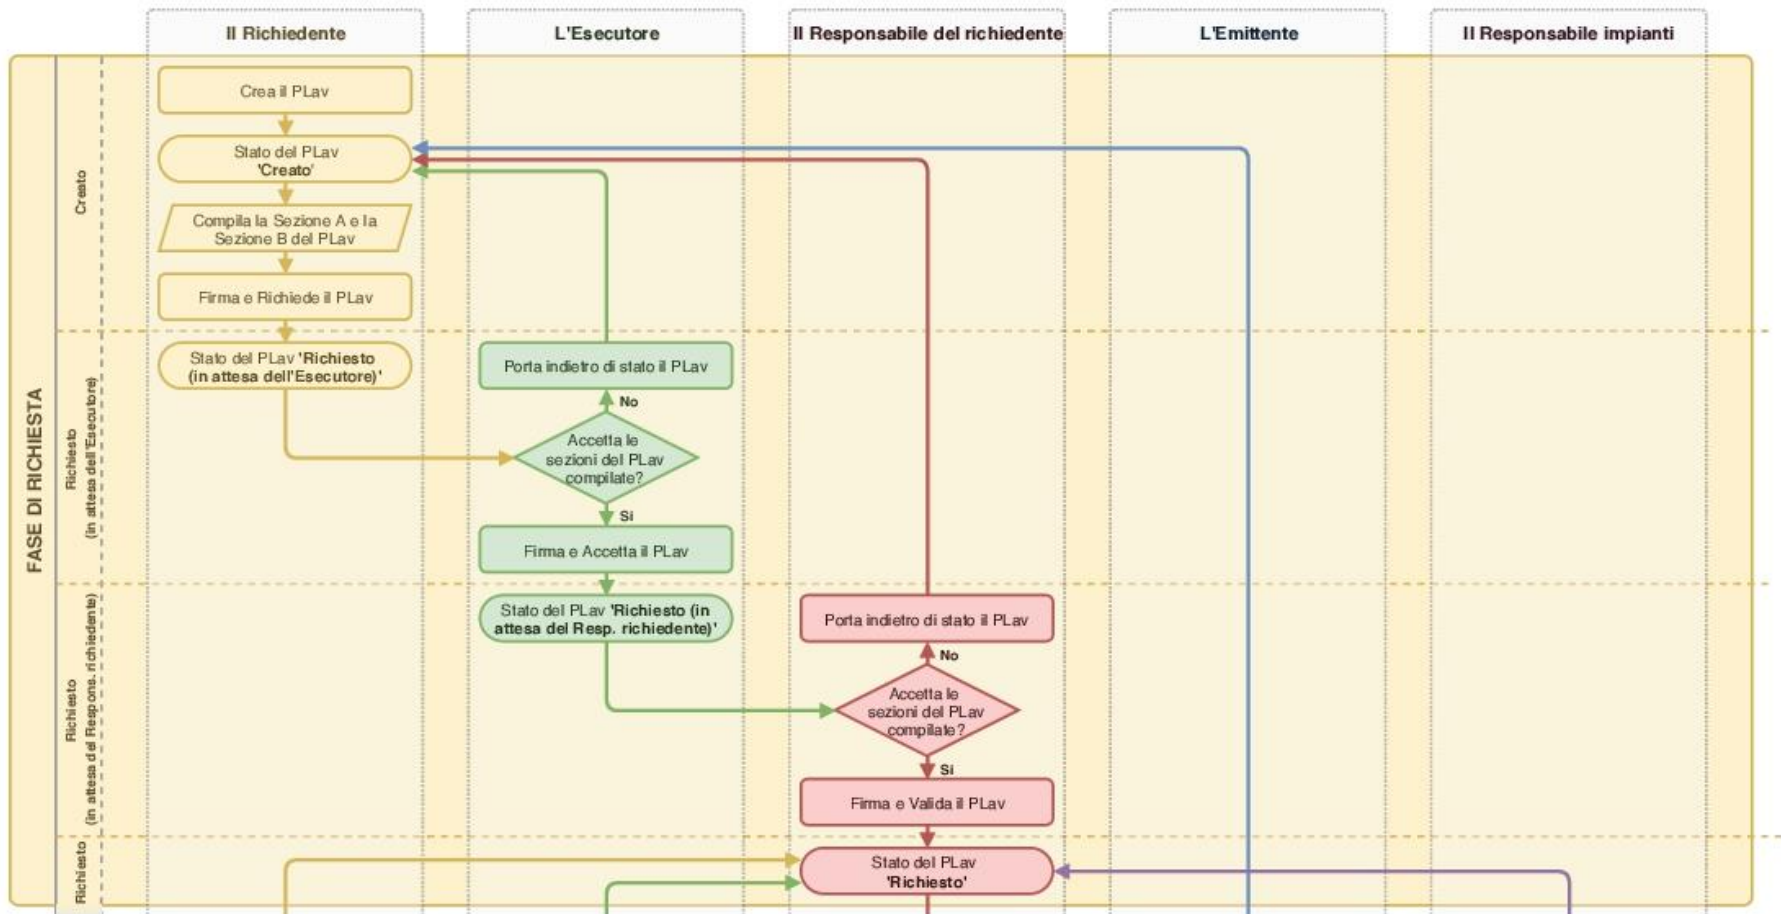 Il Richiedente
L'Esecutore
Il Responsabile del richiedente
L'Emittente
Il Responsabile impianti
FASE DI RICHIESTA
Creato
Crea il PLav
Stato del PLav
'Creato'
Compila la Sezione A e la
Sezione B del PLav
Firma e Richiede il PLav
Richiesto
(in attesa dell'Esecutore)
Stato del PLav 'Richiesto
(in attesa dell'Esecutore)'
Porta indietro di stato il PLav
No
Accetta le
sezioni del PLav
compilate?
Si
Firma e Accetta il PLav
Richiesto
(in attesa del Respons. richiedente)
Stato del PLav 'Richiesto (in
attesa del Resp. richiedente)'
Porta indietro di stato il PLav
No
Accetta le
sezioni del PLav
compilate?
Si
Firma e Valida il PLav
Richiesto
Stato del PLav
'Richiesto'